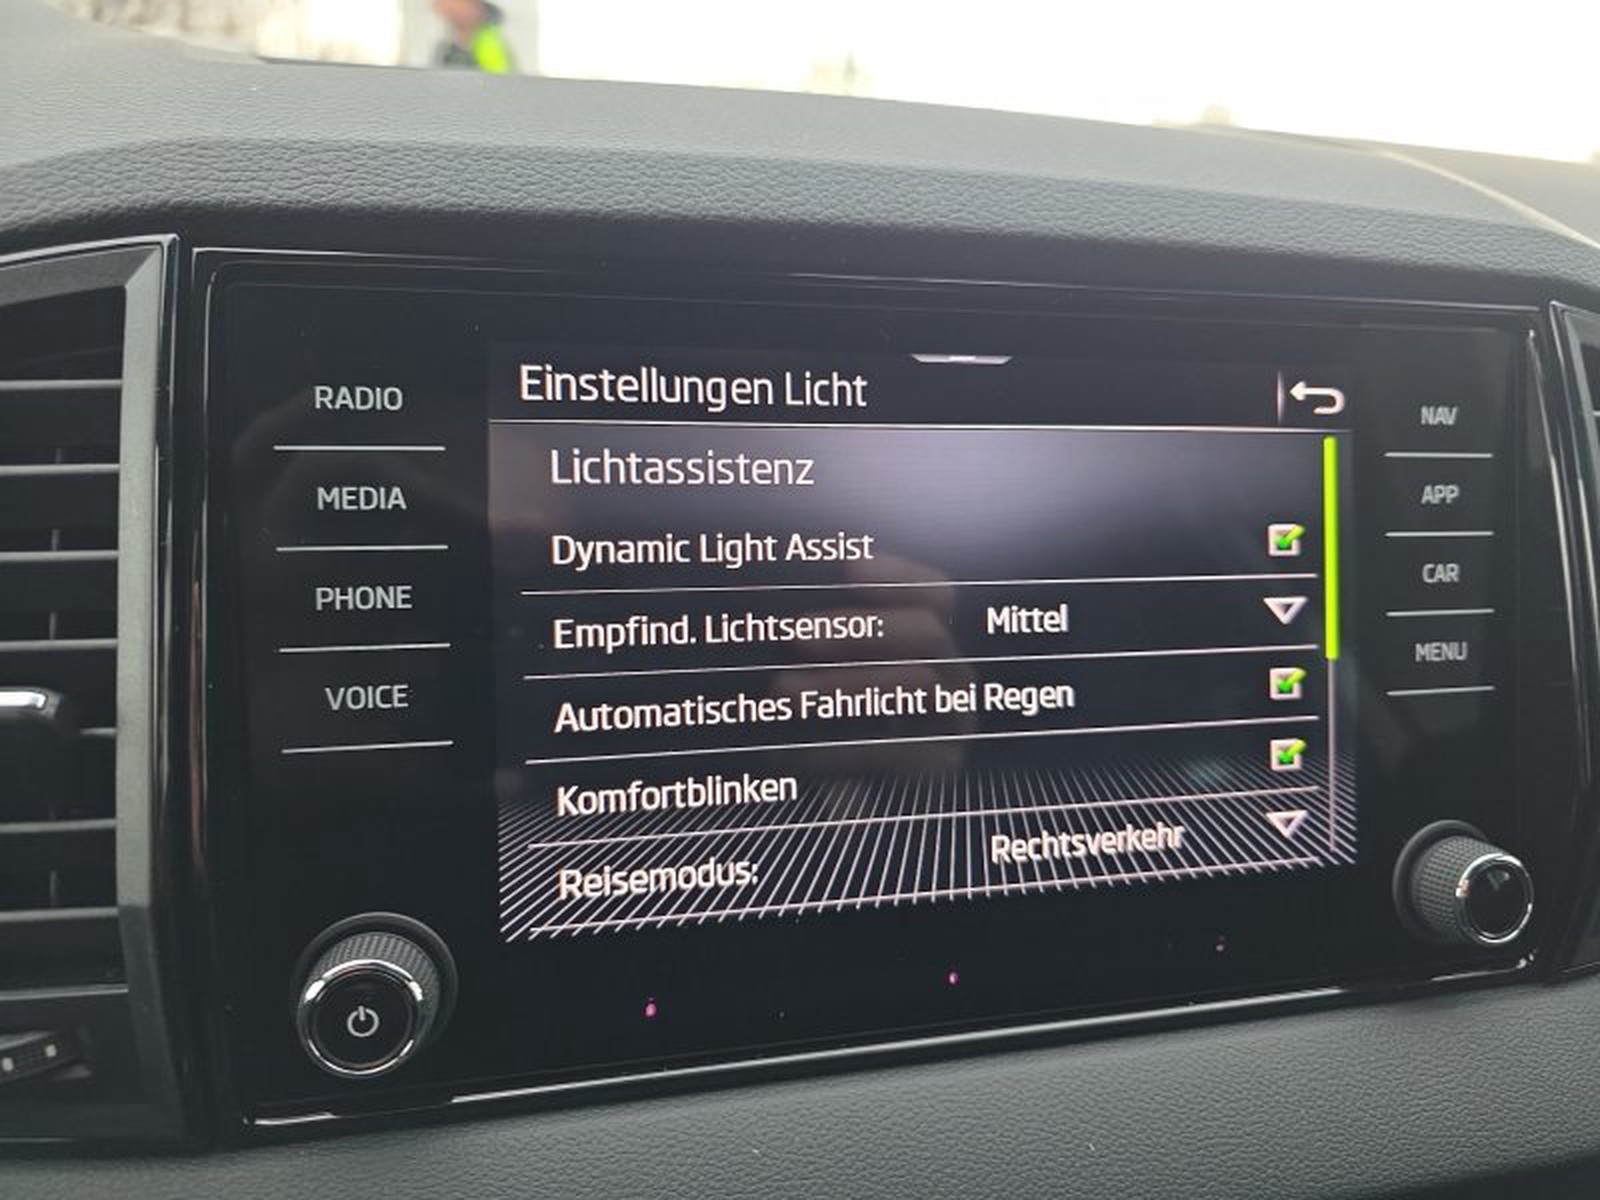 RADIO
MEDIA
PHONE
VOICE
Einstellungen Licht
Lichtassistenz
Dynamic Light Assist
Empfind. Lichtsensor: Mittel
Automatisches Fahrlicht bei Regen
Komfortblinken
Reisemodus: Rechtsverkehr
NAV
APP
CAR
MENU